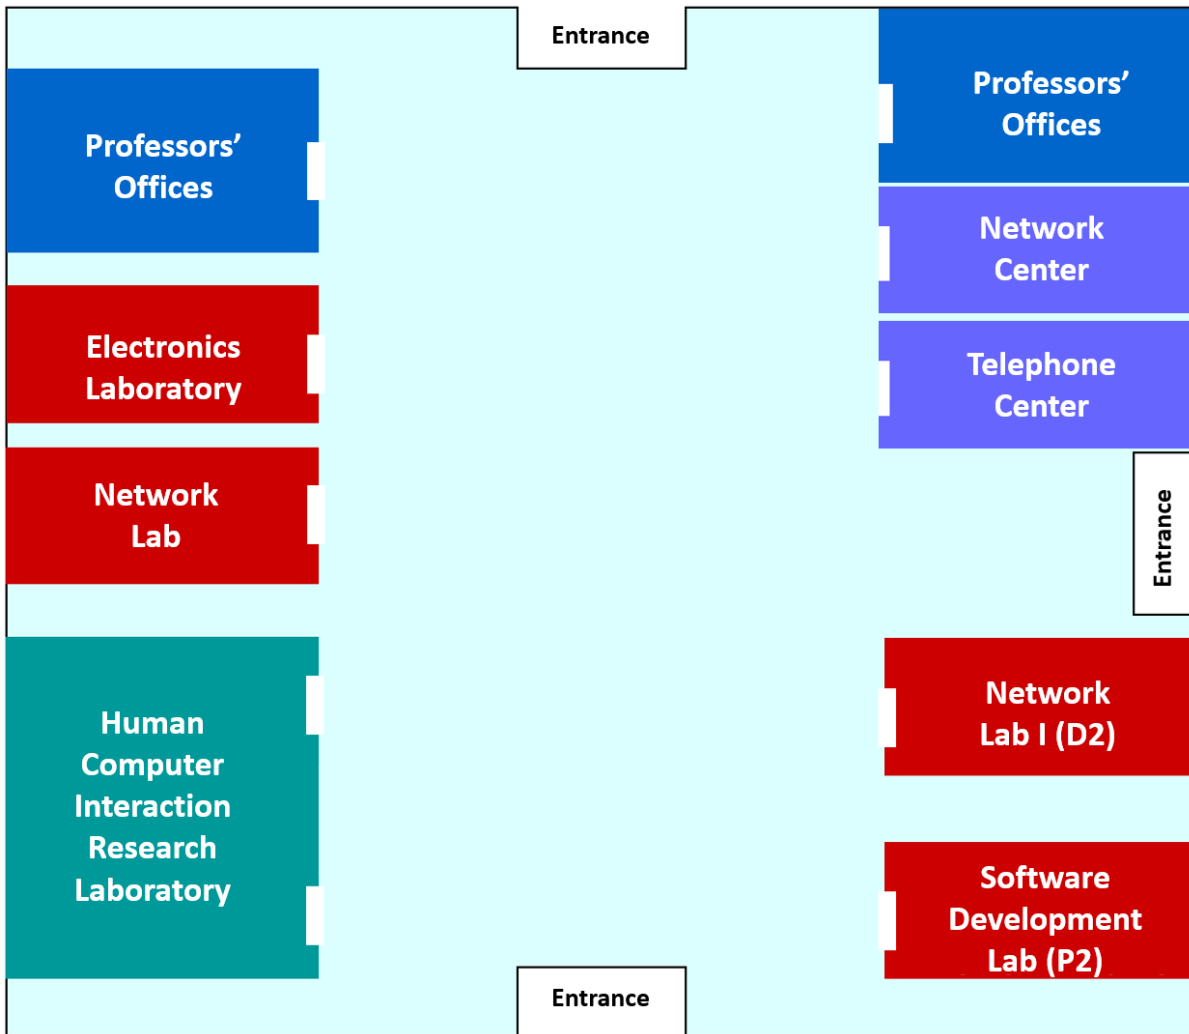 Entrance
Professors’
Offices
Professors’
Offices
Network
Center
Electronics
Laboratory
Telephone
Center
Network
Lab
Entrance
Human
Computer
Interaction
Research
Laboratory
Network
Lab I (D2)
Software
Development
Lab (P2)
Entrance